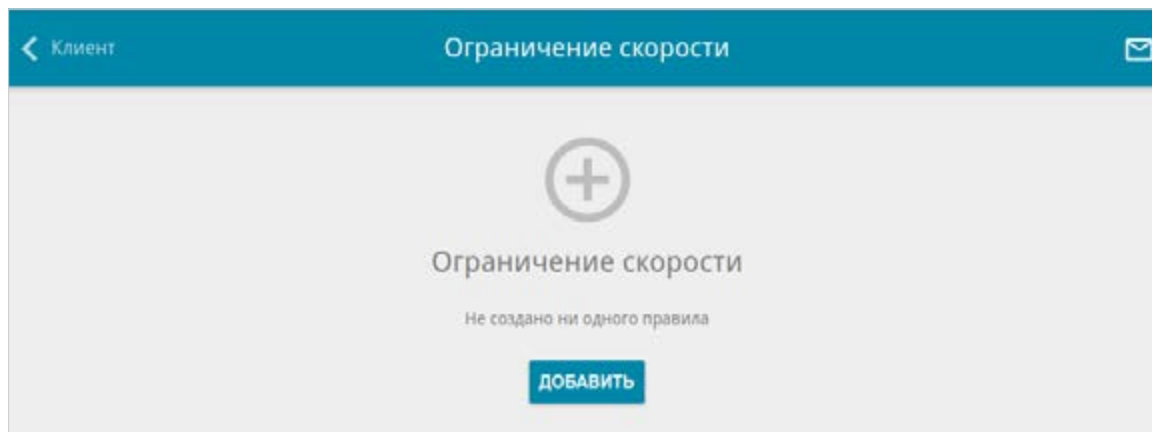 Клиент
Ограничение скорости
Ограничение скорости
Не создано ни одного правила
ДОБАВИТЬ